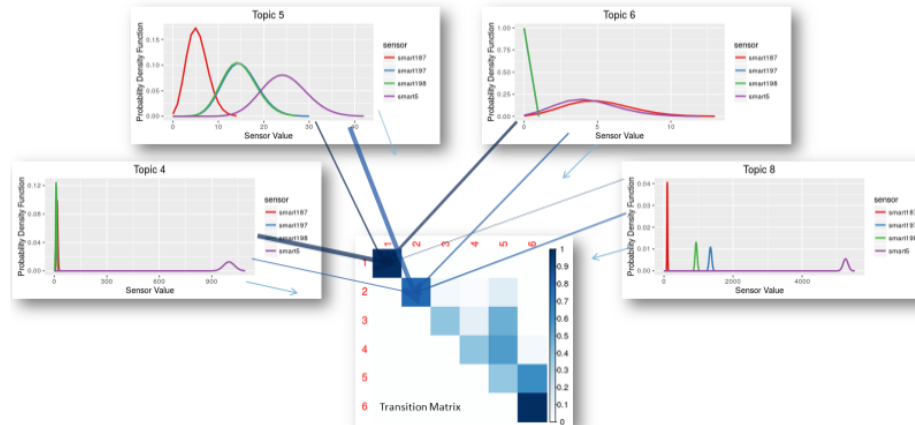 Topic 5
Probability Density Function
0.15
0.10
0.05
0.00
0
10
20
30
40
Sensor Value
sensor
smart187
smart197
smart198
smart5
Topic 6
Probability Density Function
1.00
0.75
0.50
0.25
0.00
0
5
10
Sensor Value
sensor
smart187
smart197
smart198
smart5
Topic 4
Probability Density Function
0.12
0.08
0.04
0.00
0
300
600
900
Sensor Value
sensor
smart187
smart197
smart198
smart5
Topic 8
Probability Density Function
0.04
0.03
0.02
0.01
0.00
0
2000
4000
Sensor Value
sensor
smart187
smart197
smart198
1
2
3
4
5
6
1
2
3
4
5
6
1
0.9
0.8
0.7
0.6
0.5
0.4
0.3
0.2
0.1
0
Transition Matrix